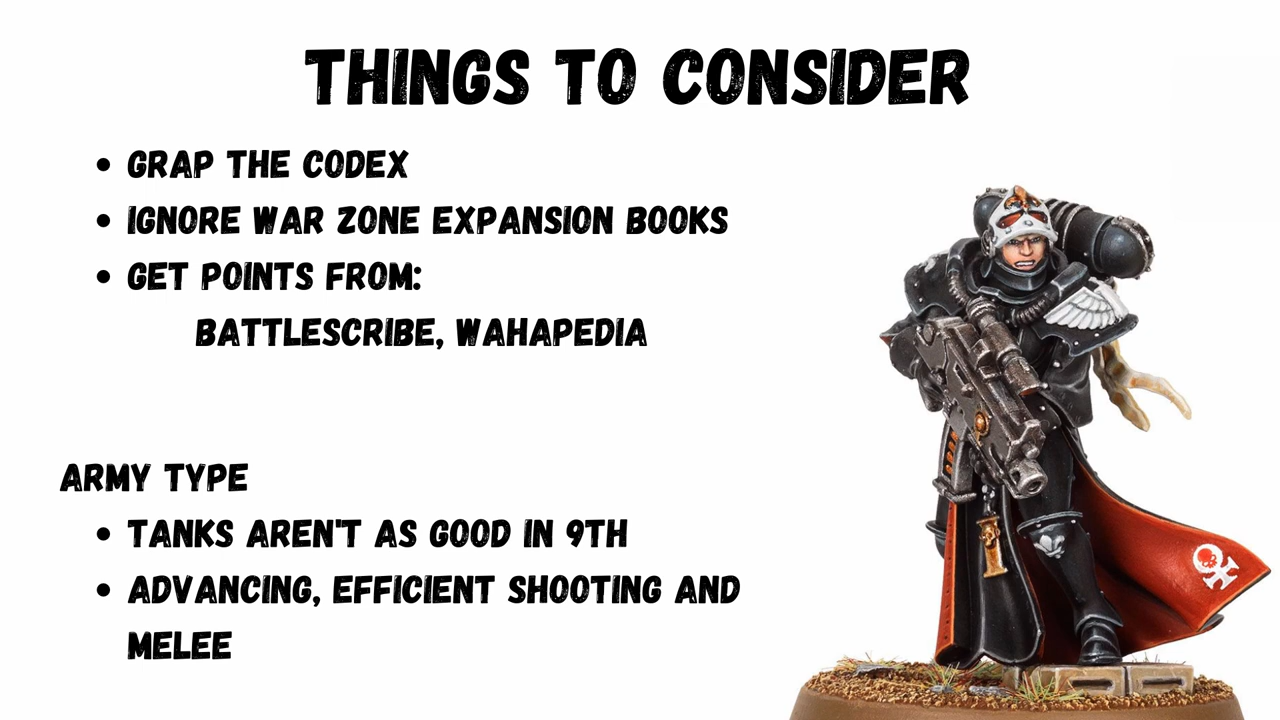 THINGS TO CONSIDER
• GRAP THE CODEX
• IGNORE WAR ZONE EXPANSION BOOKS
• GET POINTS FROM:
BATTLESCRIBE, WAHAPEDIA
ARMY TYPE
• TANKS AREN'T AS GOOD IN 9TH
• ADVANCING, EFFICIENT SHOOTING AND
MELEE